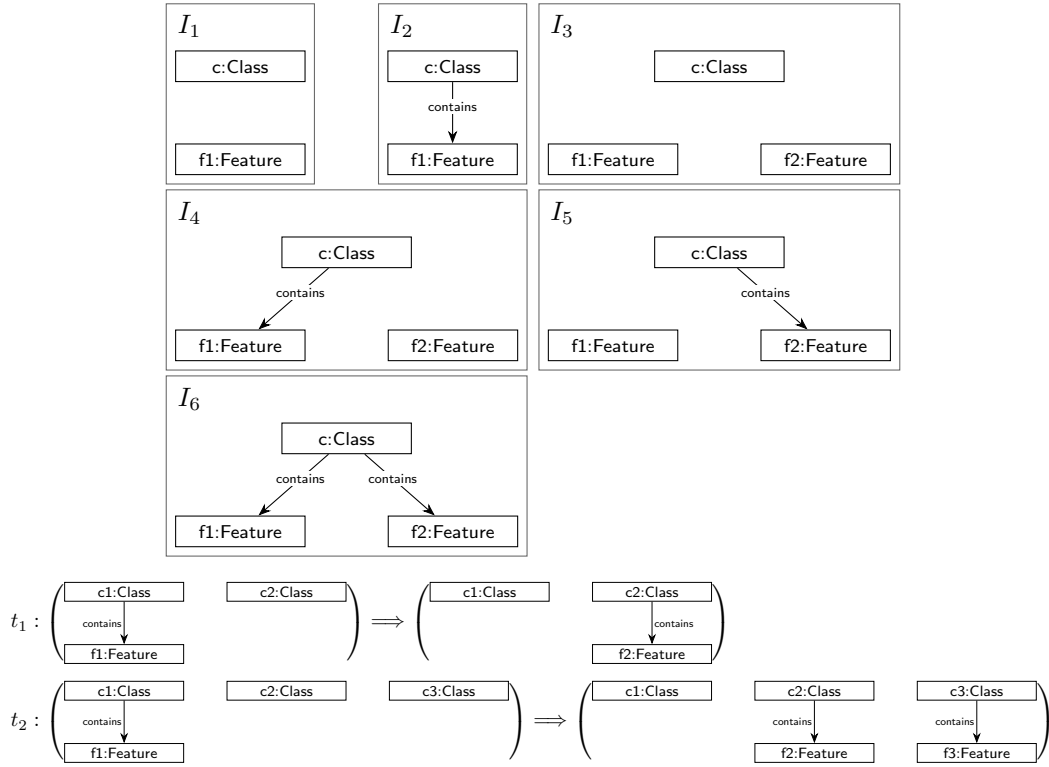 I1 I2 I3
c:Class c:Class c:Class
contains
f1:Feature f1:Feature f1:Feature f2:Feature
I4 I5
c:Class c:Class
contains contains
f1:Feature f2:Feature f1:Feature f2:Feature
I6
c:Class
contains contains
f1:Feature f2:Feature
c1:Class c2:Class c1:Class c2:Class
t1 : ( contains ) ⟹ ( contains )
f1:Feature f2:Feature
c1:Class c2:Class c3:Class c1:Class c2:Class c3:Class
t2 : ( contains ) ⟹ ( contains contains )
f1:Feature f2:Feature f3:Feature